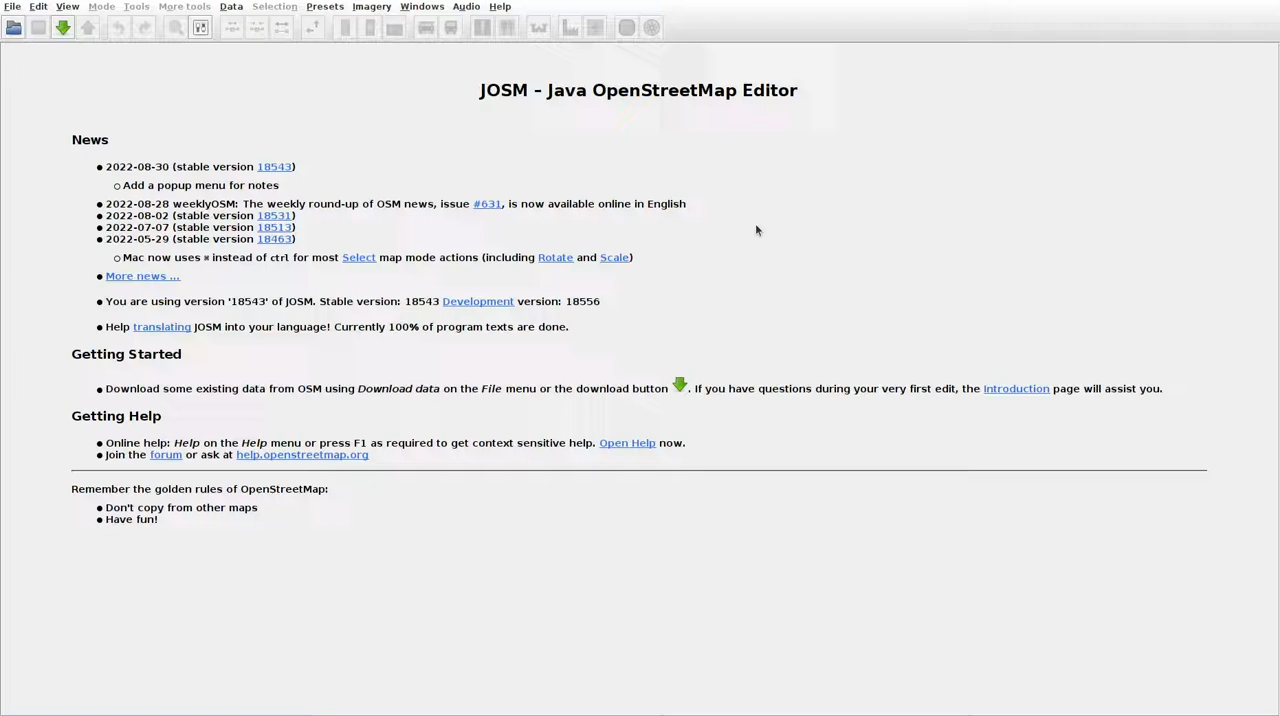 File Edit View Mode Tools More tools Data Selection Presets Imagery Windows Audio Help
JOSM – Java OpenStreetMap Editor
News
2022-08-30 (stable version 18543)
Add a popup menu for notes
2022-08-28 weeklyOSM: The weekly round-up of OSM news, issue #631, is now available online in English
2022-08-02 (stable version 18531)
2022-07-07 (stable version 18513)
2022-05-29 (stable version 18463)
Mac now uses ⌘ instead of ctrl for most Select map mode actions (including Rotate and Scale)
More news ...
You are using version '18543' of JOSM. Stable version: 18543 Development version: 18556
Help translating JOSM into your language! Currently 100% of program texts are done.
Getting Started
Download some existing data from OSM using Download data on the File menu or the download button . If you have questions during your very first edit, the Introduction page will assist you.
Getting Help
Online help: Help on the Help menu or press F1 as required to get context sensitive help. Open Help now.
Join the forum or ask at help.openstreetmap.org
Remember the golden rules of OpenStreetMap:
Don't copy from other maps
Have fun!